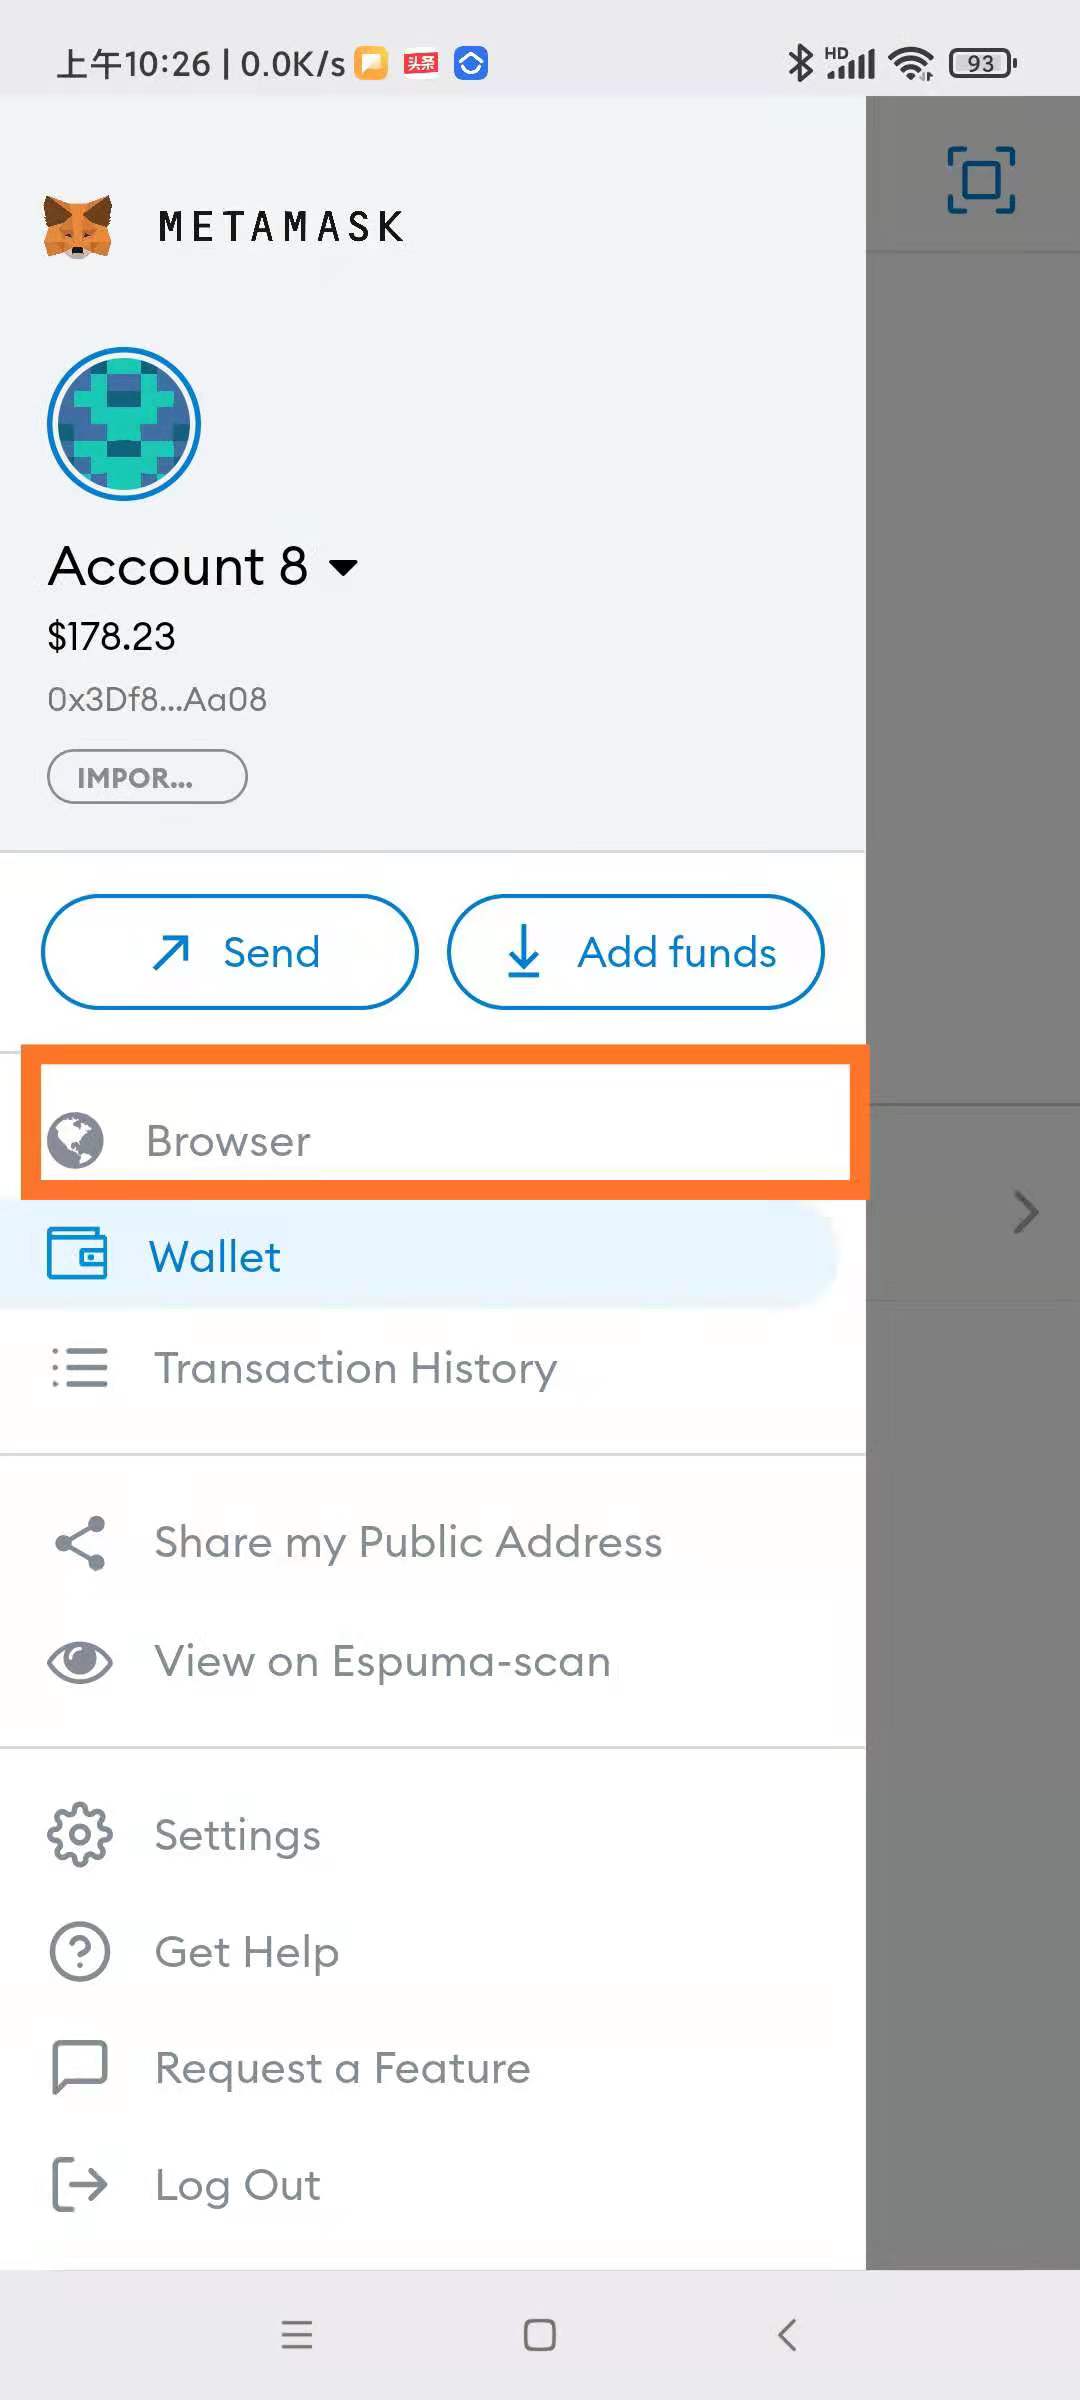 上午10:26 | 0.0K/s 头条 HD 93
METAMASK
Account 8
$178.23
0x3Df8...Aa08
IMPOR...
Send Add funds
Browser
Wallet
Transaction History
Share my Public Address
View on Espuma-scan
Settings
Get Help
Request a Feature
Log Out